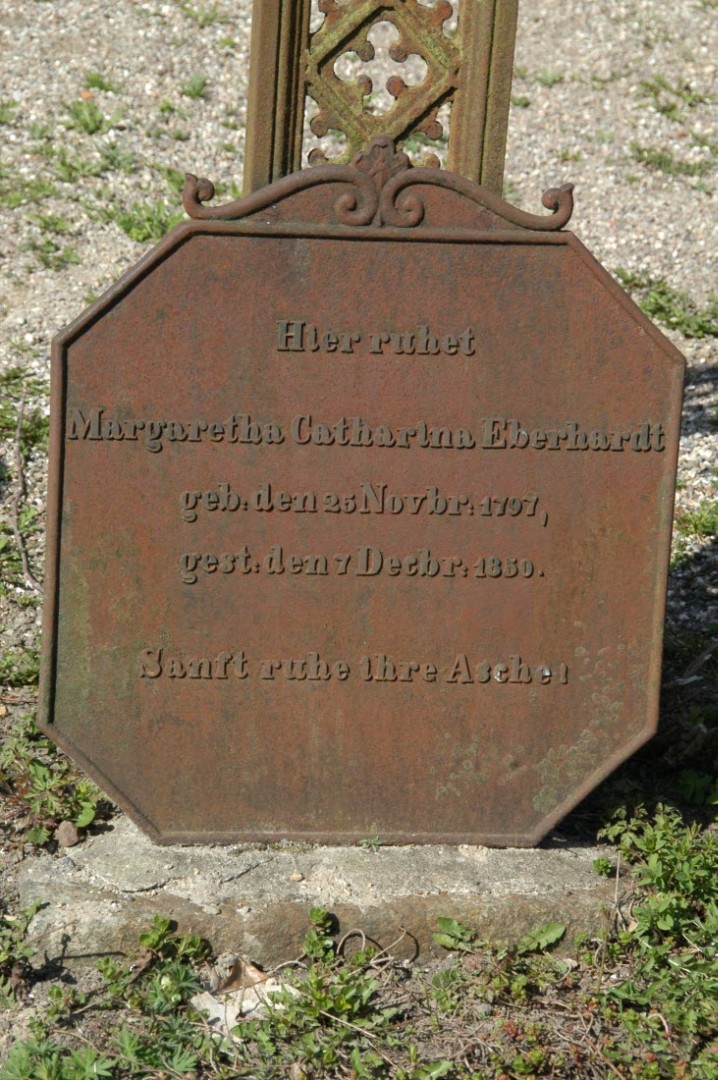 Hier ruhet
Margaretha Catharina Eberhardt
geb: den 25 Novbr: 1797,
gest: den 7 Decbr: 1850.
Sanft ruhe ihre Asche!